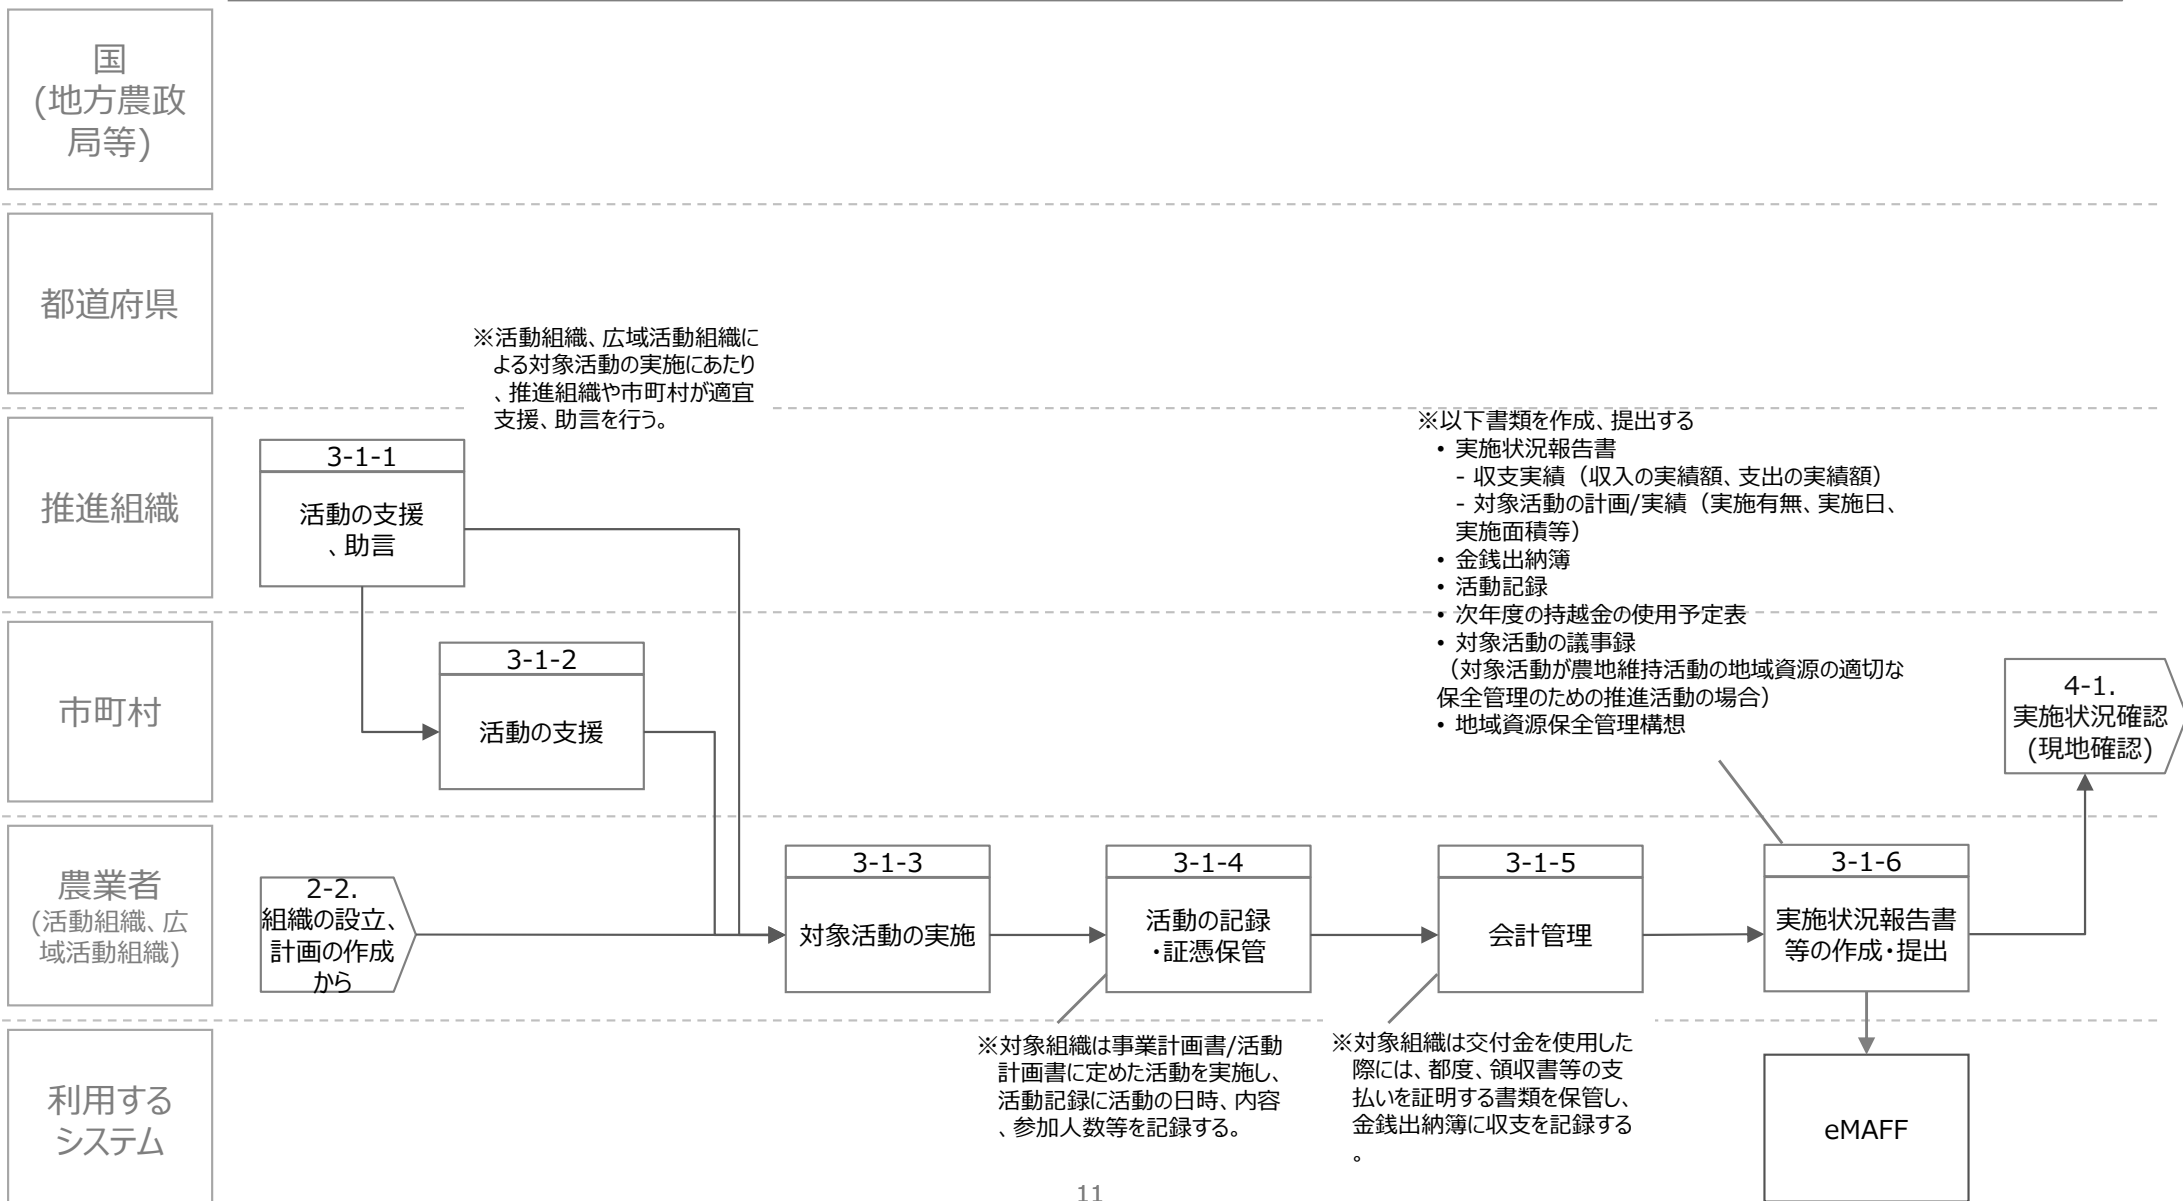 国
(地方農政
局等)
都道府県
※活動組織、広域活動組織に
よる対象活動の実施にあたり
、推進組織や市町村が適宜
支援、助言を行う。
推進組織
3-1-1
活動の支援
、助言
※以下書類を作成、提出する
• 実施状況報告書
- 収支実績（収入の実績額、支出の実績額）
- 対象活動の計画/実績（実施有無、実施日、
実施面積等）
• 金銭出納簿
• 活動記録
• 次年度の持越金の使用予定表
• 対象活動の議事録
（対象活動が農地維持活動の地域資源の適切な
保全管理のための推進活動の場合）
• 地域資源保全管理構想
市町村
3-1-2
活動の支援
4-1.
実施状況確認
(現地確認)
農業者
(活動組織、広
域活動組織)
2-2.
組織の設立、
計画の作成
から
3-1-3
対象活動の実施
3-1-4
活動の記録
・証憑保管
3-1-5
会計管理
3-1-6
実施状況報告書
等の作成・提出
利用する
システム
※対象組織は事業計画書/活動
計画書に定めた活動を実施し、
活動記録に活動の日時、内容
、参加人数等を記録する。
※対象組織は交付金を使用した
際には、都度、領収書等の支
払いを証明する書類を保管し、
金銭出納簿に収支を記録する
。
eMAFF
11